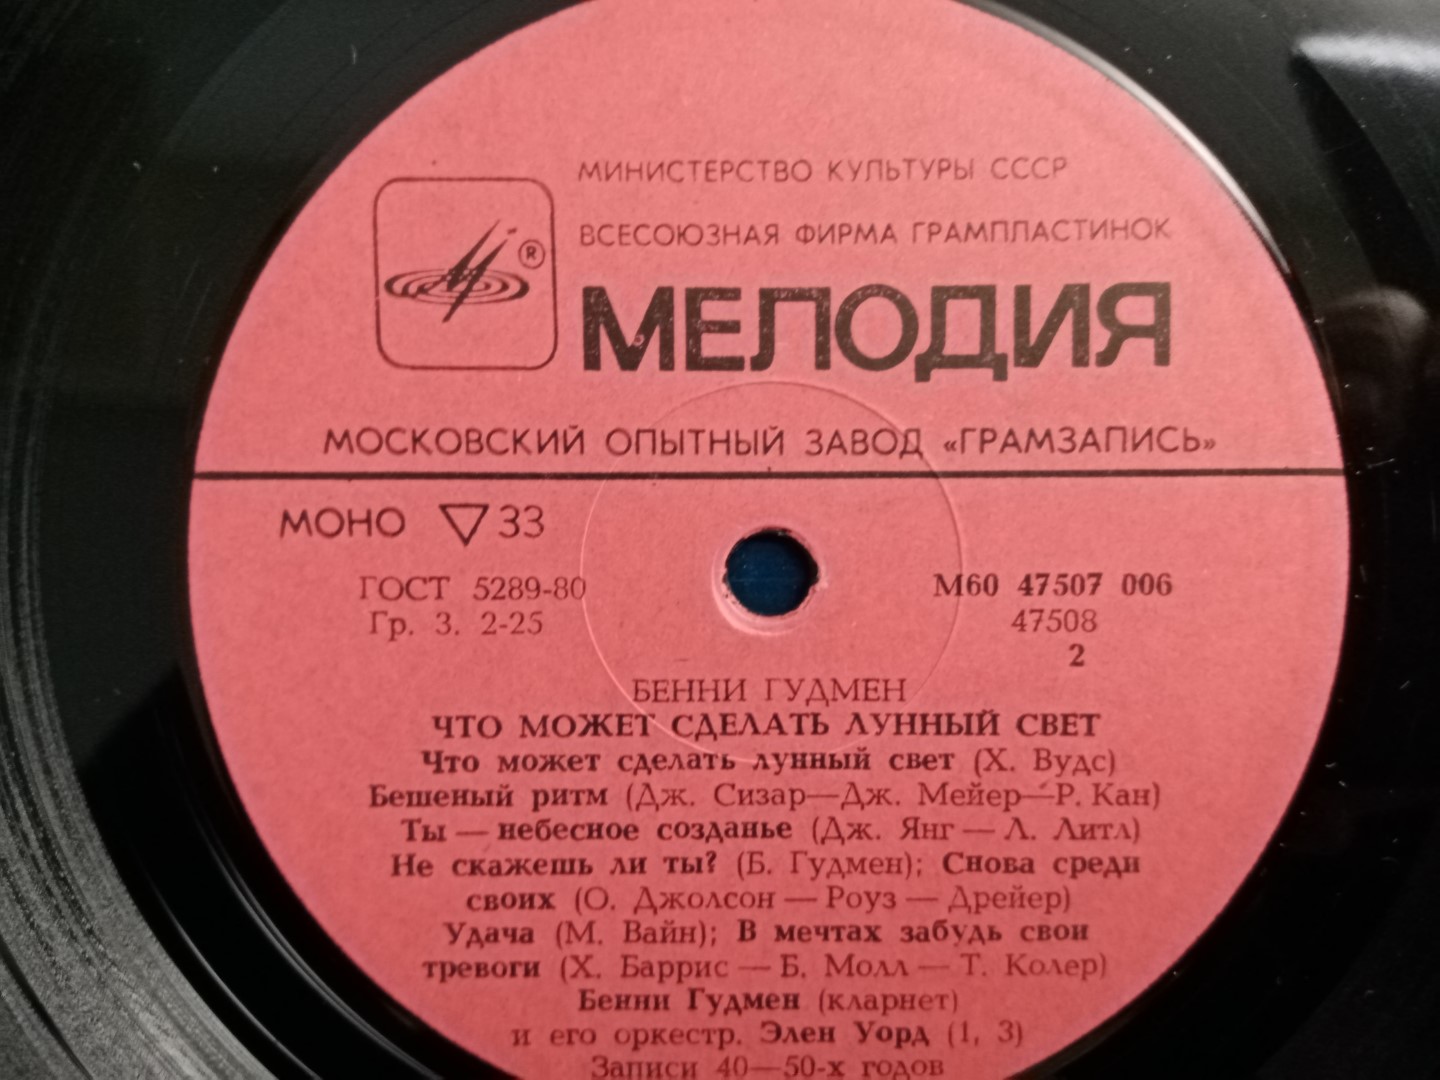 МИНИСТЕРСТВО КУЛЬТУРЫ СССР
ВСЕСОЮЗНАЯ ФИРМА ГРАМПЛАСТИНОК
®
МЕЛОДИЯ
МОСКОВСКИЙ ОПЫТНЫЙ ЗАВОД «ГРАМЗАПИСЬ»
МОНО ▽ 33
ГОСТ 5289-80
Гр. 3. 2-25
М60 47507 006
47508
2
БЕННИ ГУДМЕН
ЧТО МОЖЕТ СДЕЛАТЬ ЛУННЫЙ СВЕТ
Что может сделать лунный свет (Х. Вудс)
Бешеный ритм (Дж. Сизар—Дж. Мейер—Р. Кан)
Ты — небесное созданье (Дж. Янг — Л. Литл)
Не скажешь ли ты? (Б. Гудмен); Снова среди
своих (О. Джолсон — Роуз — Дрейер)
Удача (М. Вайн); В мечтах забудь свои
тревоги (Х. Баррис — Б. Молл — Т. Колер)
Бенни Гудмен (кларнет)
и его оркестр. Элен Уорд (1, 3)
Записи 40—50-х годов